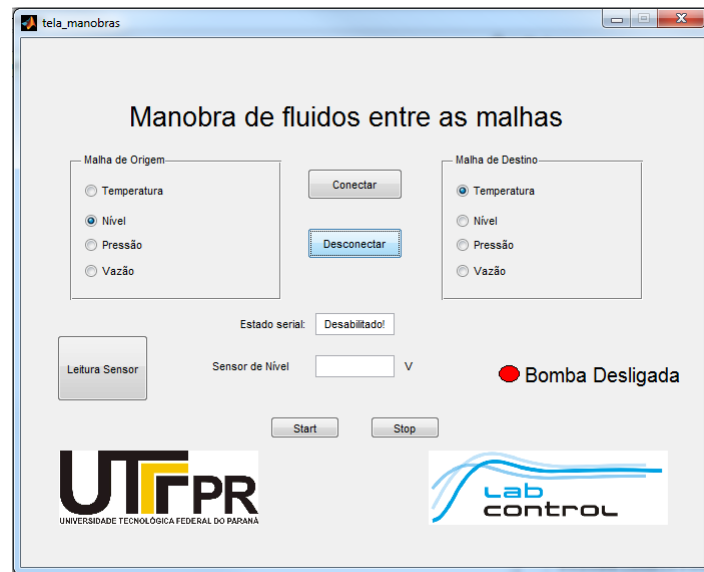 tela_manobras
Manobra de fluidos entre as malhas
Malha de Origem
Temperatura
Nível
Pressão
Vazão
Conectar
Desconectar
Malha de Destino
Temperatura
Nível
Pressão
Vazão
Estado serial: Desabilitado!
Leitura Sensor
Sensor de Nível V
Bomba Desligada
Start Stop
UTFPR
UNIVERSIDADE TECNOLÓGICA FEDERAL DO PARANÁ
Lab
control